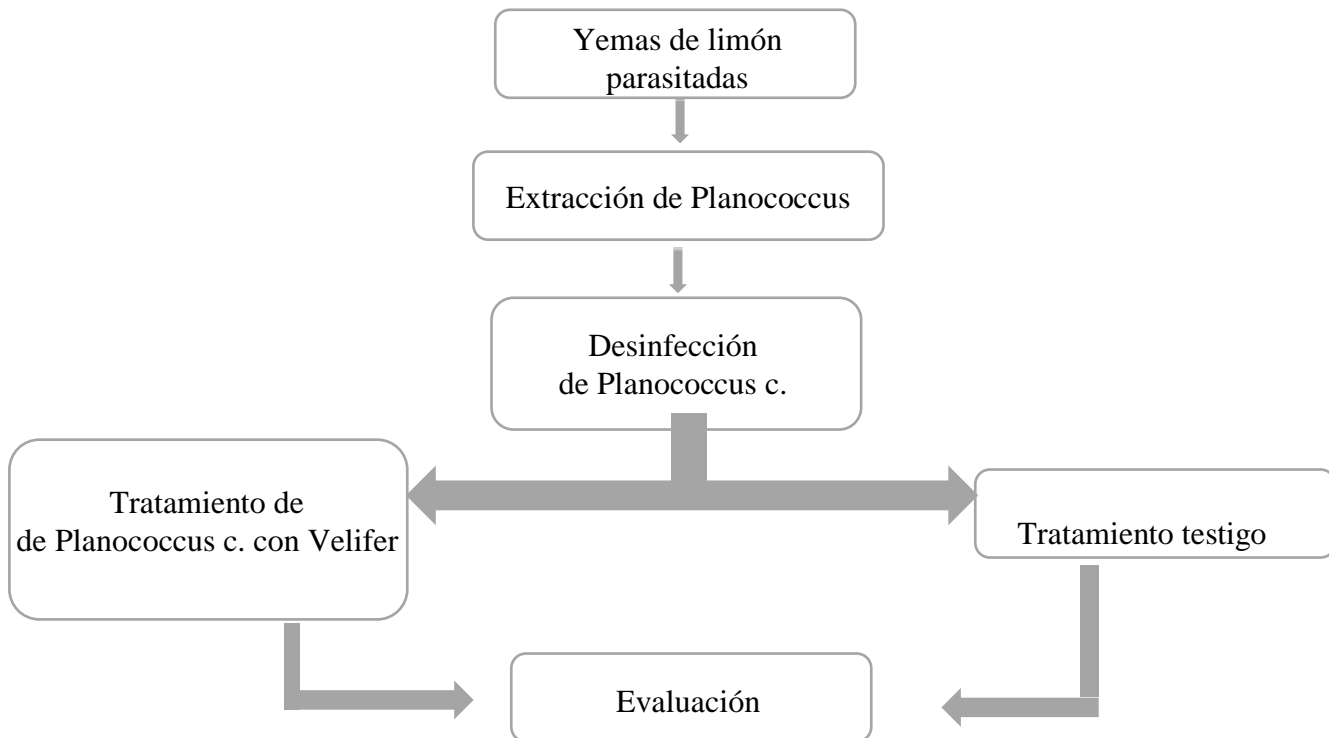 Yemas de limón
parasitadas
Extracción de Planococcus
Desinfección
de Planococcus c.
Tratamiento de
de Planococcus c. con Velifer
Tratamiento testigo
Evaluación